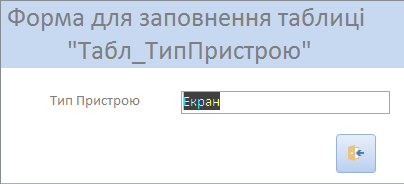 Форма для заповнення таблиці
"Табл_ТипПристрою"
Тип Пристрою
Екран